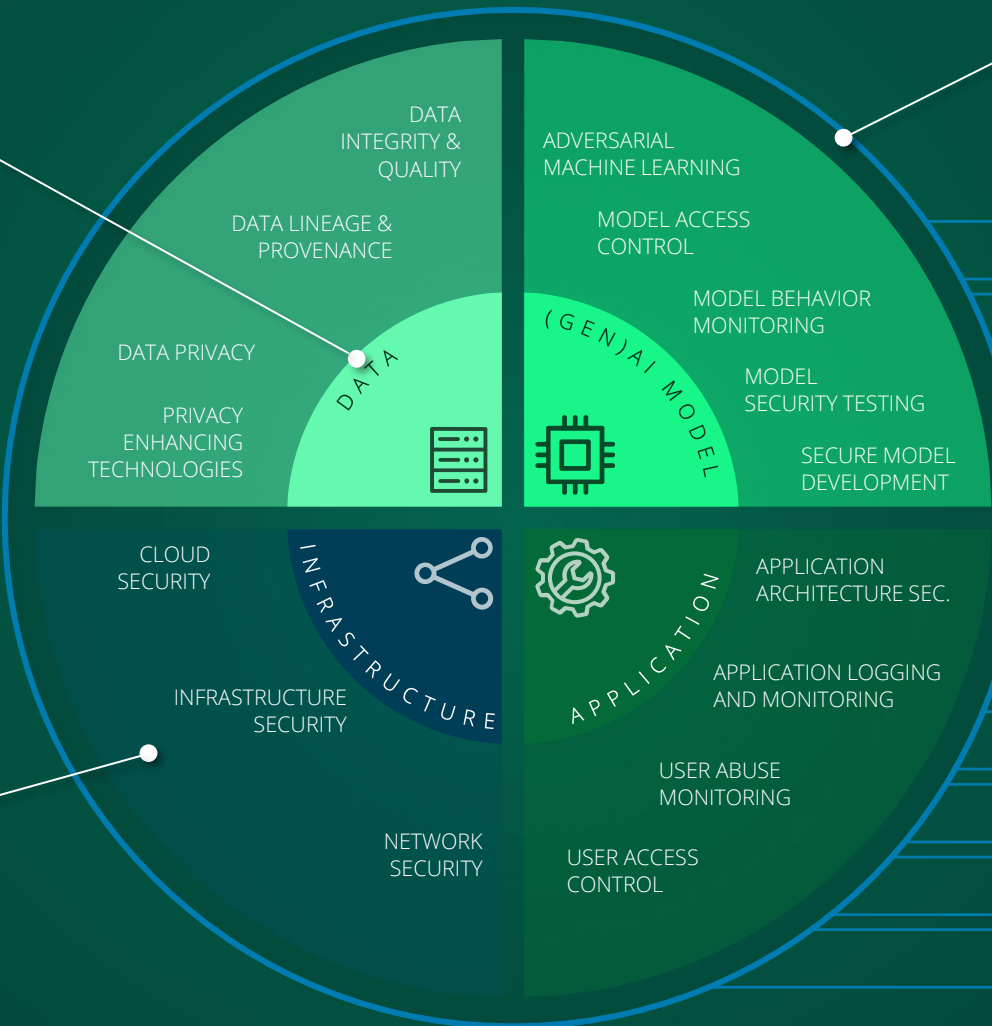 DATA
INTEGRITY &
QUALITY
DATA LINEAGE &
PROVENANCE
DATA PRIVACY
PRIVACY
ENHANCING
TECHNOLOGIES
DATA
ADVERSARIAL
MACHINE LEARNING
MODEL ACCESS
CONTROL
MODEL BEHAVIOR
MONITORING
MODEL
SECURITY TESTING
SECURE MODEL
DEVELOPMENT
(GEN)AI MODEL
CLOUD
SECURITY
INFRASTRUCTURE
SECURITY
NETWORK
SECURITY
INFRASTRUCTURE
APPLICATION
APPLICATION
ARCHITECTURE SEC.
APPLICATION LOGGING
AND MONITORING
USER ABUSE
MONITORING
USER ACCESS
CONTROL